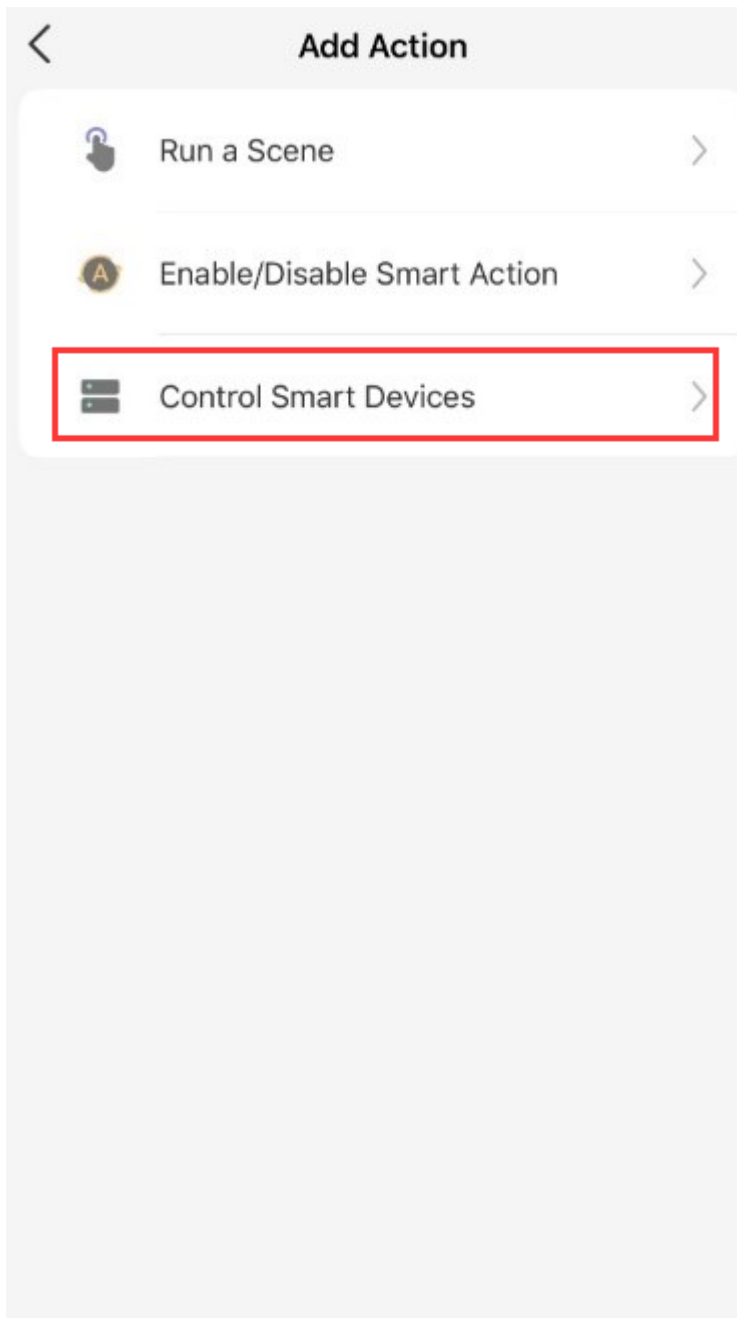 Add Action
Run a Scene
A
Enable/Disable Smart Action
Control Smart Devices